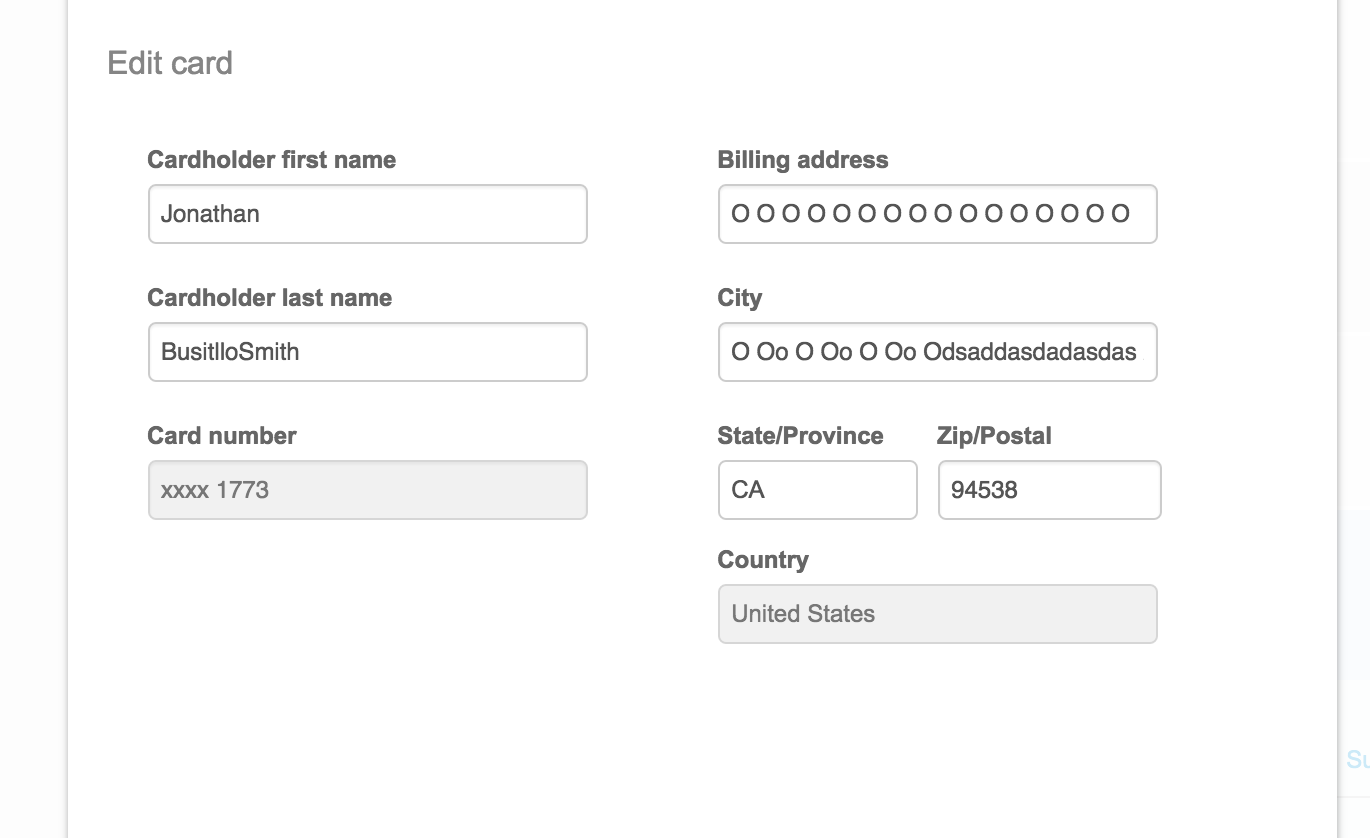 Edit card
Cardholder first name
Jonathan
Cardholder last name
BusitlloSmith
Card number
xxxx 1773
Billing address
O O O O O O O O O O O O O O O O
City
O Oo O Oo O Oo Odsaddasdadasdas
State/Province Zip/Postal
CA 94538
Country
United States
Su